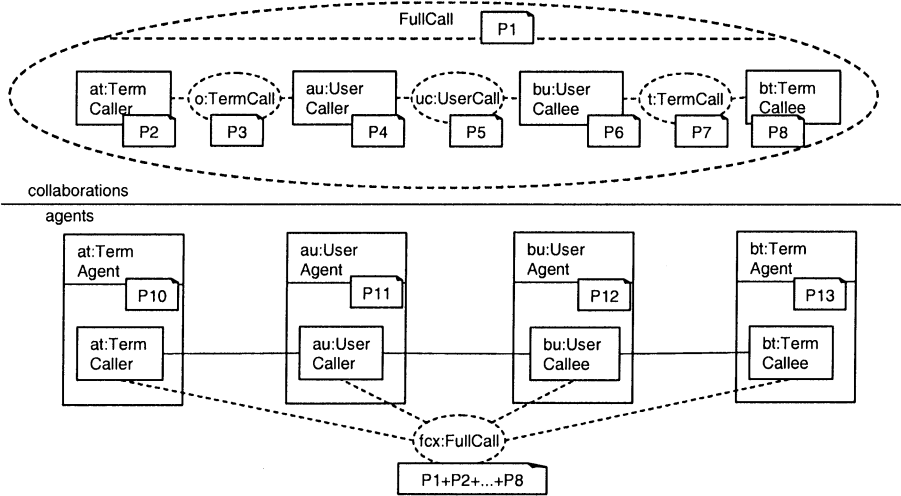 FullCall
P1
at:Term
Caller
o:TermCall
au:User
Caller
uc:UserCall
bu:User
Callee
t:TermCall
bt:Term
Callee
P2
P3
P4
P5
P6
P7
P8
collaborations
agents
at:Term
Agent
au:User
Agent
bu:User
Agent
bt:Term
Agent
P10
P11
P12
P13
at:Term
Caller
au:User
Caller
bu:User
Callee
bt:Term
Callee
fcx:FullCall
P1+P2+...+P8